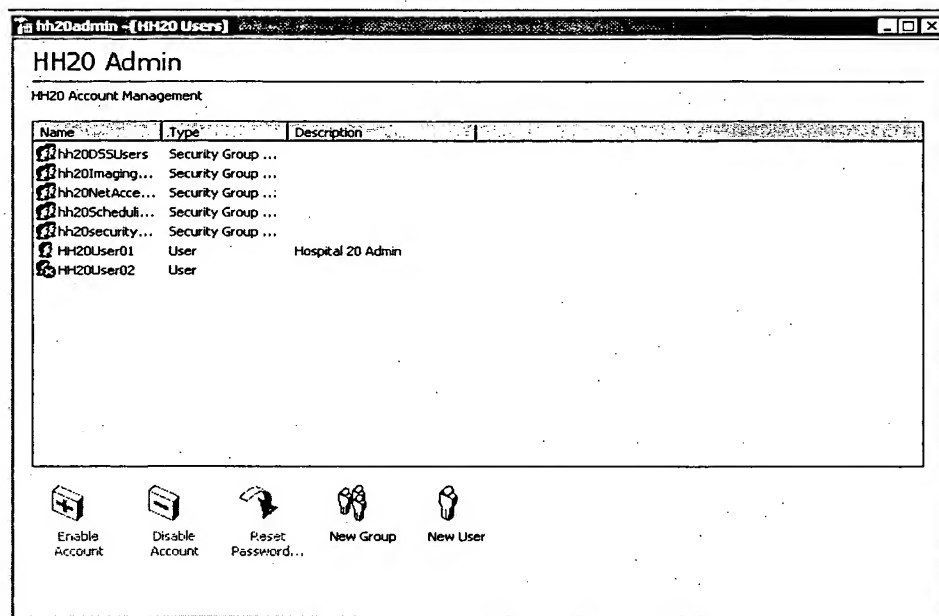 hh20admin -[HH20 Users]
HH20 Admin
HH20 Account Management
Name Type Description
hh20DSSUsers Security Group ...
hh20Imaging... Security Group ...
hh20NetAcce... Security Group ...
hh20Scheduli... Security Group ...
hh20security... Security Group ...
HH20User01 User Hospital 20 Admin
HH20User02 User
Enable Account
Disable Account
Reset Password...
New Group
New User